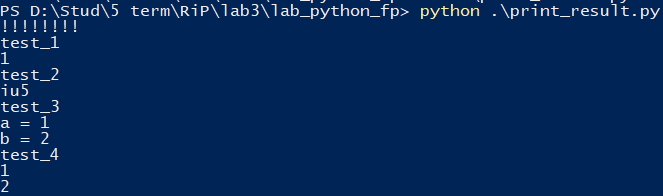 PS D:\Stud\5 term\RiP\lab3\lab_python_fp> python .\print_result.py
!!!!!!!!
test_1
1
test_2
iu5
test_3
a = 1
b = 2
test_4
1
2